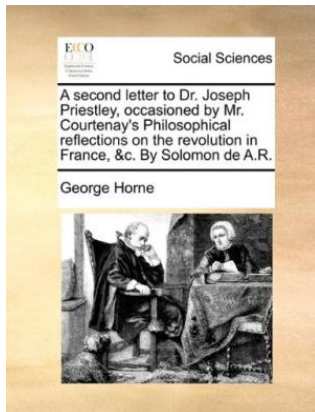 ECCO
Social Sciences
A second letter to Dr. Joseph
Priestley, occasioned by Mr.
Courtenay's Philosophical
reflections on the revolution in
France, &c. By Solomon de A.R.
George Horne